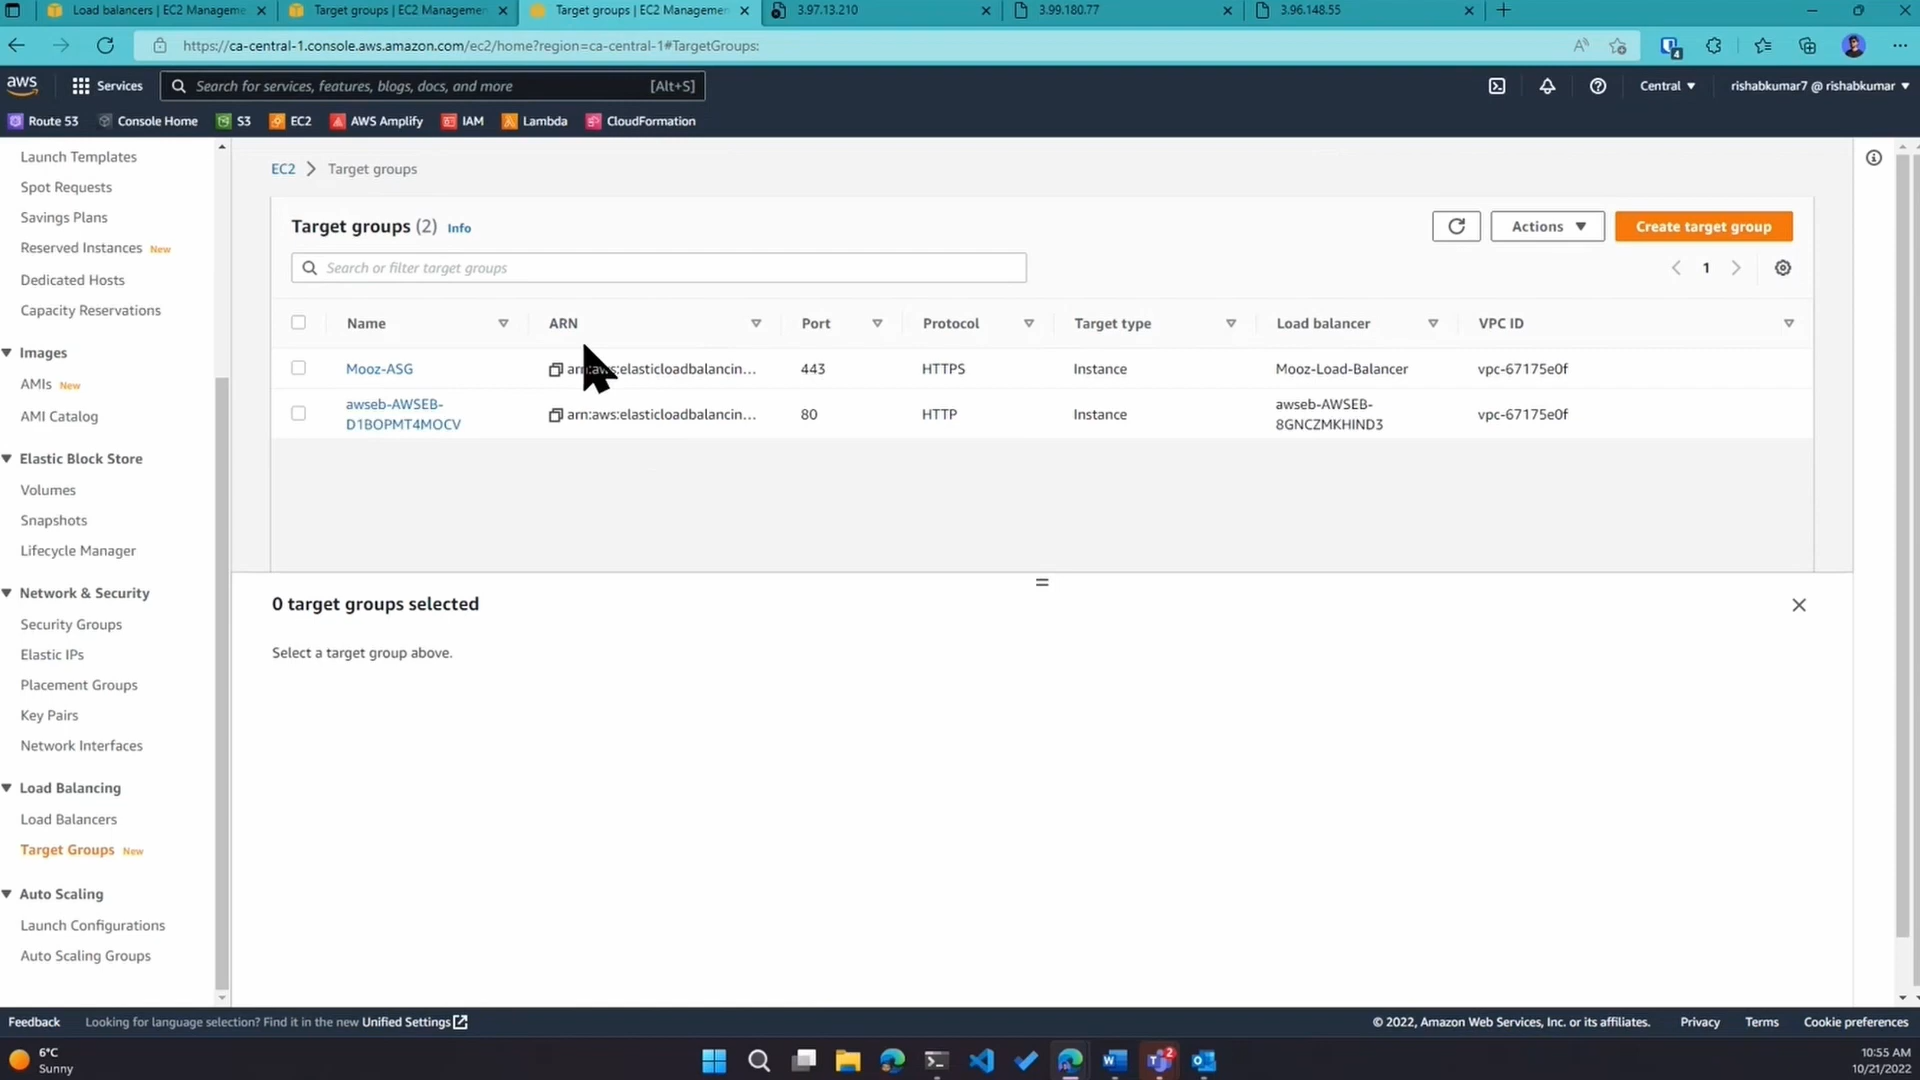 Load balancers | EC2 Manageme
Target groups | EC2 Managemen
Target groups | EC2 Managemen
3.97.13.210
3.99.180.77
3.96.148.55
https://ca-central-1.console.aws.amazon.com/ec2/home?region=ca-central-1#TargetGroups:
4
aws
Services
Search for services, features, blogs, docs, and more
[Alt+S]
Central
rishabkumar7 @ rishabkumar
Route 53
Console Home
S3
EC2
AWS Amplify
IAM
Lambda
CloudFormation
Launch Templates
Spot Requests
Savings Plans
Reserved Instances New
Dedicated Hosts
Capacity Reservations
Images
AMIs New
AMI Catalog
Elastic Block Store
Volumes
Snapshots
Lifecycle Manager
Network & Security
Security Groups
Elastic IPs
Placement Groups
Key Pairs
Network Interfaces
Load Balancing
Load Balancers
Target Groups New
Auto Scaling
Launch Configurations
Auto Scaling Groups
EC2 > Target groups
Target groups (2) Info
Actions
Create target group
Search or filter target groups
1
Name
ARN
Port
Protocol
Target type
Load balancer
VPC ID
Mooz-ASG
arn:aws:elasticloadbalancin...
443
HTTPS
Instance
Mooz-Load-Balancer
vpc-67175e0f
awseb-AWSEB-
D1BOPMT4MOCV
arn:aws:elasticloadbalancin...
80
HTTP
Instance
awseb-AWSEB-
8GNCZMKHIND3
vpc-67175e0f
0 target groups selected
Select a target group above.
Feedback
Looking for language selection? Find it in the new Unified Settings
© 2022, Amazon Web Services, Inc. or its affiliates.
Privacy
Terms
Cookie preferences
6°C
Sunny
2
10:55 AM
10/21/2022